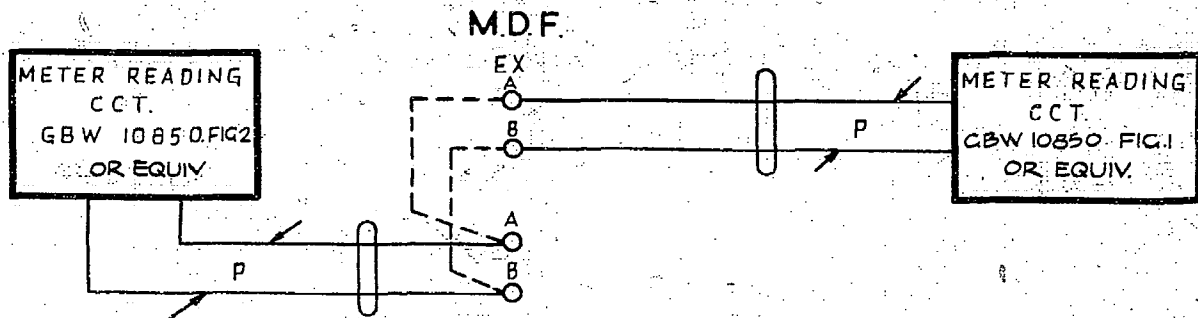 M.D.F.
METER READING
CCT.
GBW 10850.FIG2
OR EQUIV
EX
A
B
P
METER READING
CCT.
GBW 10850 FIG.1
OR EQUIV.
A
B
P